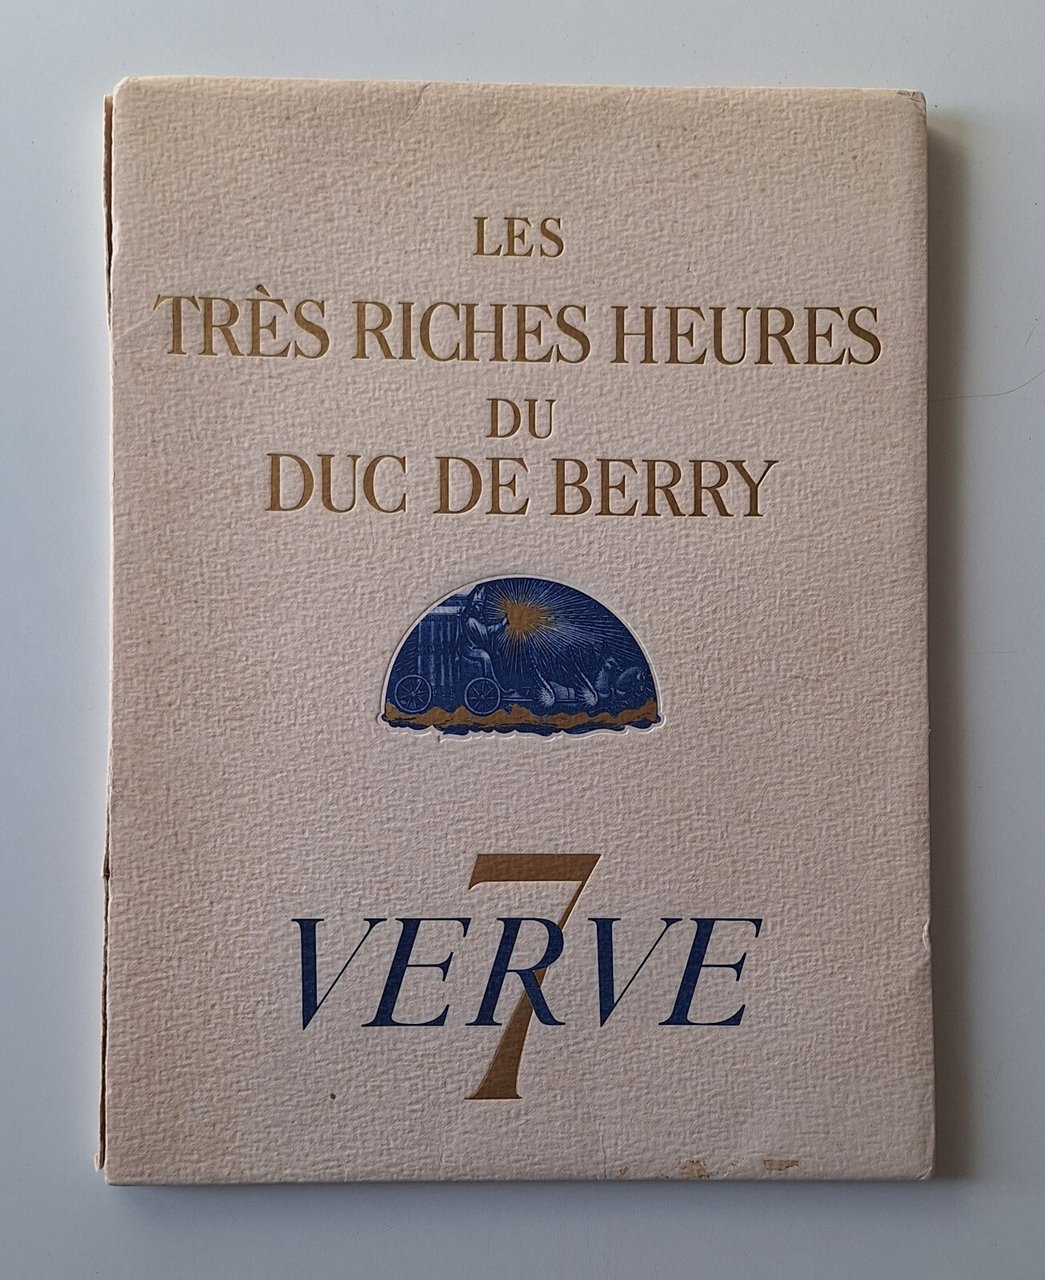 LES
TRÈS RICHES HEURES
DU
DUC DE BERRY
7
VERVE